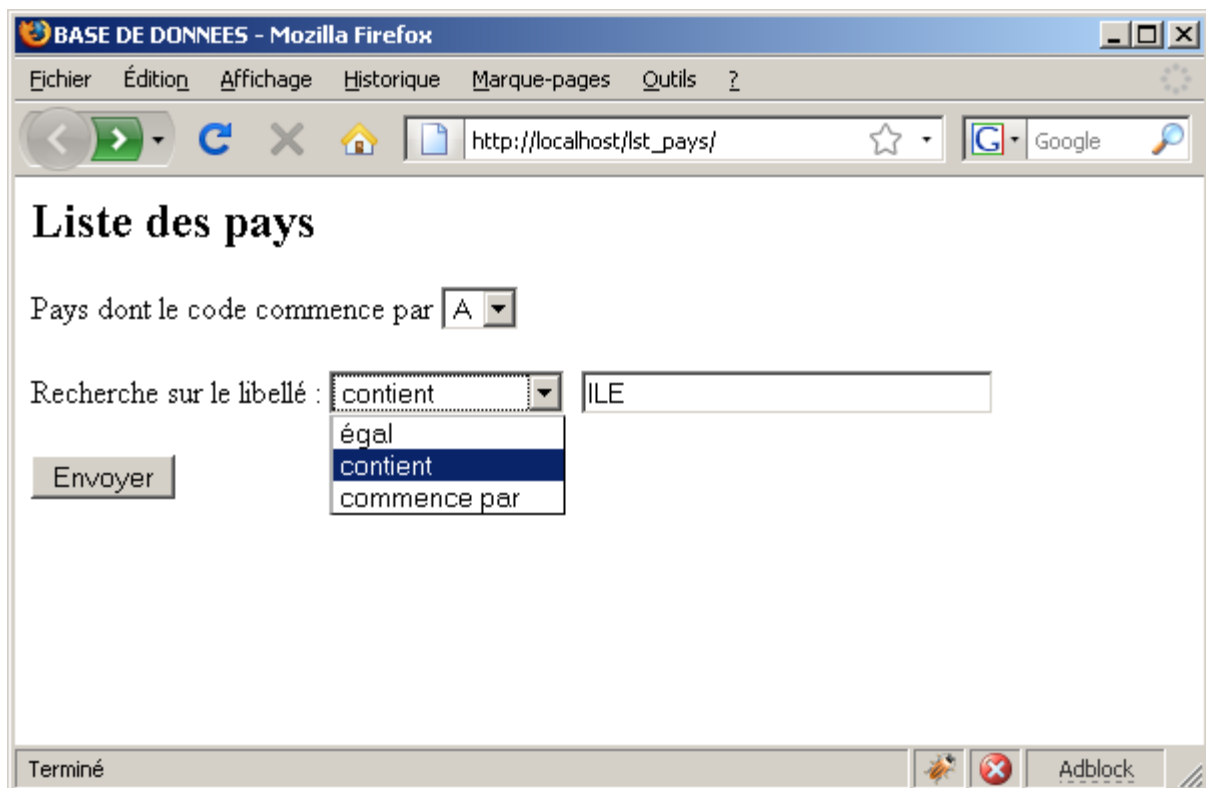 BASE DE DONNEES - Mozilla Firefox
Fichier Édition Affichage Historique Marque-pages Outils ?
http://localhost/lst_pays/ G Google
Liste des pays
Pays dont le code commence par A
Recherche sur le libellé : contient ILE
égal
contient
commence par
Envoyer
Terminé Adblock